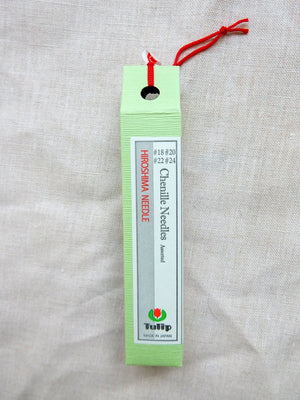 #18 #20
#22 #24
Chenille Needles Assorted
HIROSHIMA NEEDLE
Tulip
MADE IN JAPAN